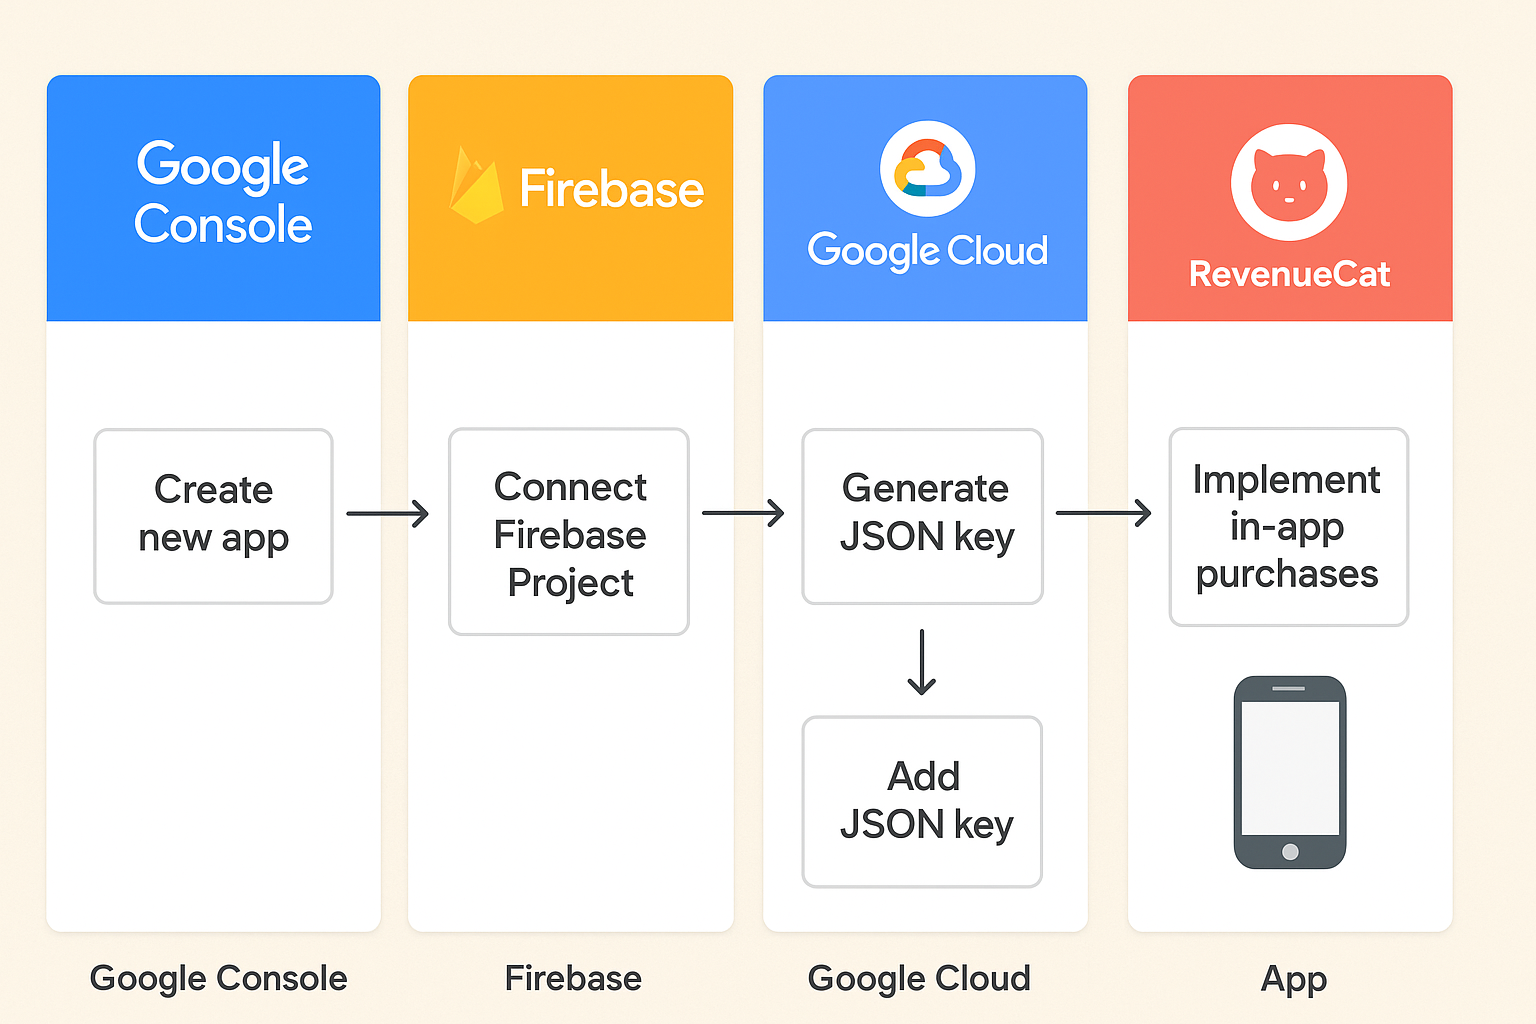 Google
Console
Firebase
Google Cloud
RevenueCat
Create
new app
Connect
Firebase
Project
Generate
JSON key
Implement
in-app
purchases
Add
JSON key
Google Console
Firebase
Google Cloud
App